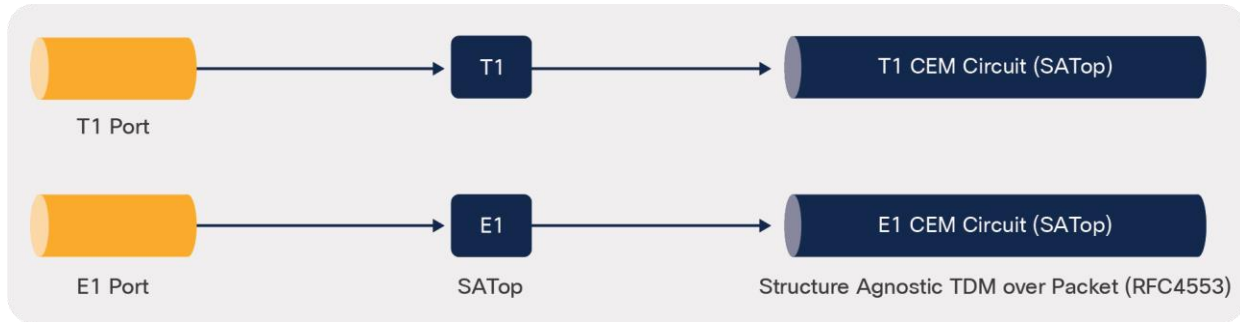 T1
T1 CEM Circuit (SATop)
T1 Port
E1
E1 CEM Circuit (SATop)
E1 Port
SATop
Structure Agnostic TDM over Packet (RFC4553)